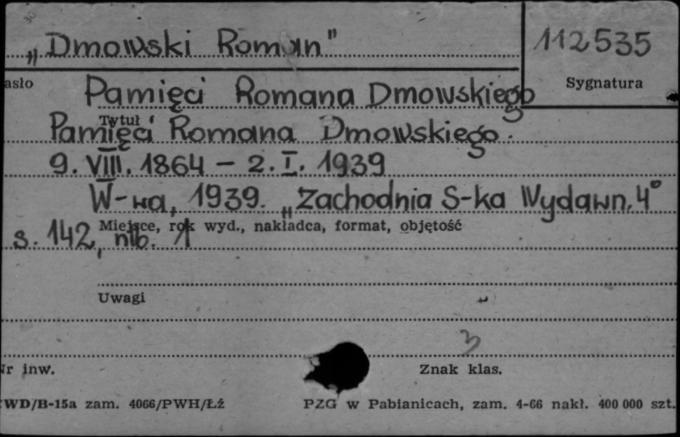 „Dmowski Roman"
112535
asło
Sygnatura
Pamięci Romana Dmowskiego
Tytuł
Pamięci Romana Dmowskiego.
9. VIII. 1864 – 2. I. 1939
W-wa, 1939. „Zachodnia S-ka Wydawn. 4°
Miejsce, rok wyd., nakładca, format, objętość
s. 142, nlb. 1
Uwagi
3
Nr inw.
Znak klas.
WD/B-15a zam. 4066/PWH/Łż
PZG w Pabianicach, zam. 4-66 nakł. 400 000 szt.